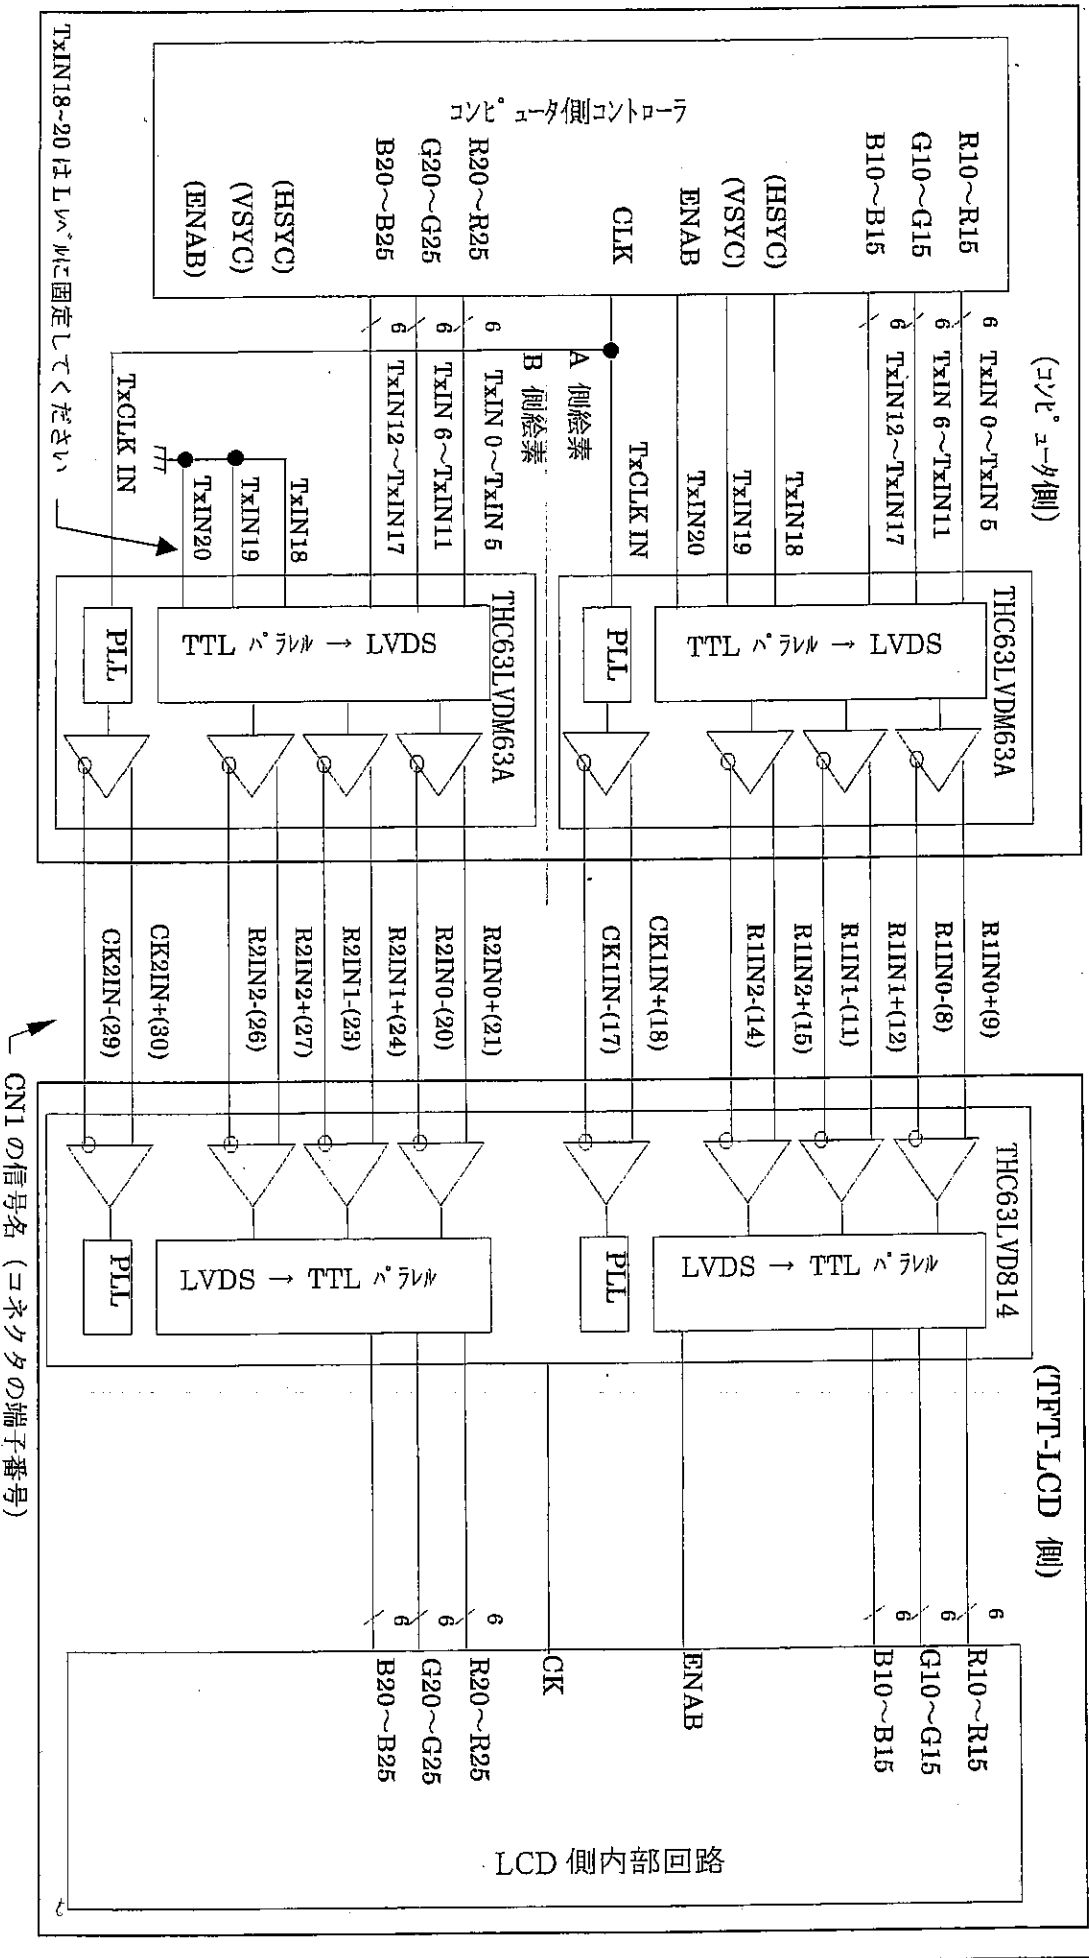 (コンピュータ側)
コンピュータ側コントローラ
R10～R15
G10～G15
B10～B15
(HSYC)
(VSYC)
ENAB
CLK
R20～R25
G20～G25
B20～B25
(HSYC)
(VSYC)
(ENAB)
6
6
6
TxIN 0～TxIN 5
TxIN 6～TxIN11
TxIN12～TxIN17
TxIN18
TxIN19
TxIN20
TxCLK IN
A 側絵素
B 側絵素
6
6
6
TxIN 0～TxIN 5
TxIN 6～TxIN11
TxIN12～TxIN17
TxIN18
TxIN19
TxIN20
TxCLK IN
TxIN18~20 は L レベルに固定してください
THC63LVDM63A
TTL パラレル → LVDS
PLL
THC63LVDM63A
TTL パラレル → LVDS
PLL
R1IN0+(9)
R1IN0-(8)
R1IN1+(12)
R1IN1-(11)
R1IN2+(15)
R1IN2-(14)
CK1IN+(18)
CK1IN-(17)
R2IN0+(21)
R2IN0-(20)
R2IN1+(24)
R2IN1-(23)
R2IN2+(27)
R2IN2-(26)
CK2IN+(30)
CK2IN-(29)
CN1 の信号名 (コネクタの端子番号)
(TFT-LCD 側)
THC63LVD814
LVDS → TTL パラレル
PLL
LVDS → TTL パラレル
PLL
6
6
6
R10～R15
G10～G15
B10～B15
ENAB
CK
6
6
6
R20～R25
G20～G25
B20～B25
LCD 側内部回路
t